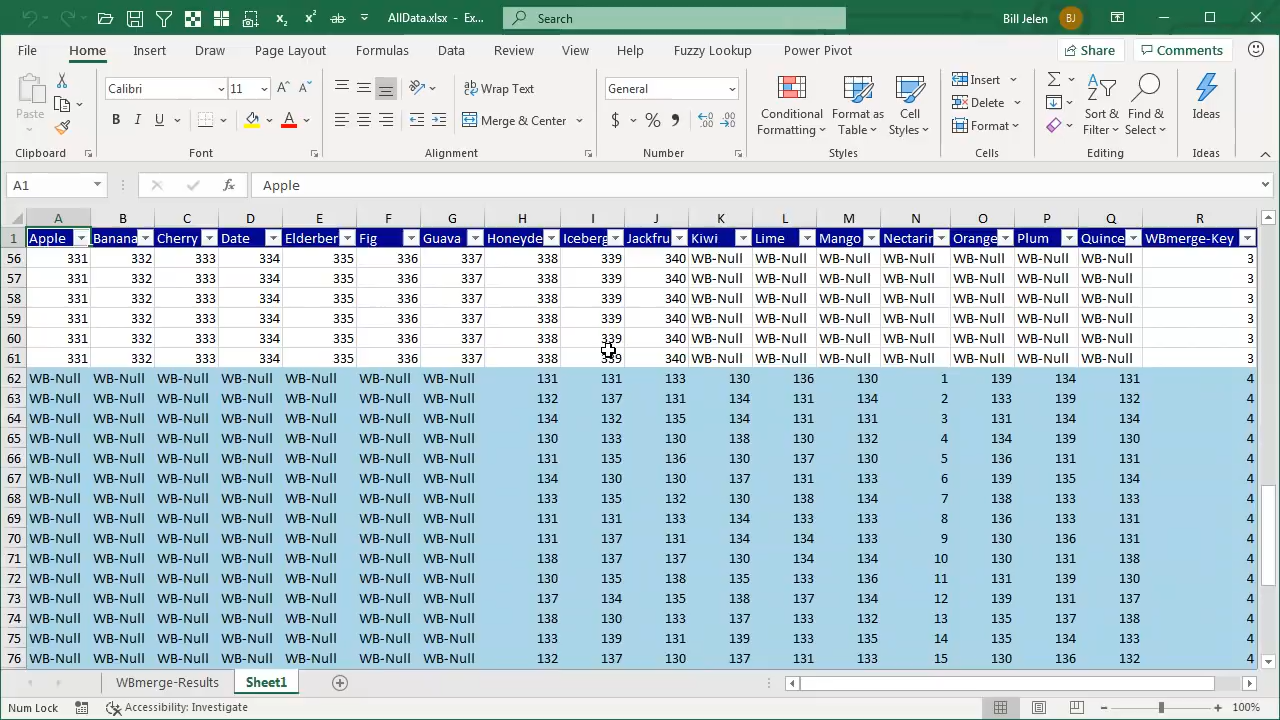 AllData.xlsx - Ex...
Search
Bill Jelen BJ
File Home Insert Draw Page Layout Formulas Data Review View Help Fuzzy Lookup Power Pivot Share Comments
Paste
Calibri 11
Wrap Text
Merge & Center
General
Conditional Formatting
Format as Table
Cell Styles
Insert
Delete
Format
Sort & Filter
Find & Select
Ideas
Clipboard Font Alignment Number Styles Cells Editing Ideas
A1 fx Apple
A B C D E F G H I J K L M N O P Q R
1 Apple Banana Cherry Date Elderber Fig Guava Honeyde Iceberg Jackfru Kiwi Lime Mango Nectarin Orange Plum Quince WBmerge-Key
56 331 332 333 334 335 336 337 338 339 340 WB-Null WB-Null WB-Null WB-Null WB-Null WB-Null WB-Null 3
57 331 332 333 334 335 336 337 338 339 340 WB-Null WB-Null WB-Null WB-Null WB-Null WB-Null WB-Null 3
58 331 332 333 334 335 336 337 338 339 340 WB-Null WB-Null WB-Null WB-Null WB-Null WB-Null WB-Null 3
59 331 332 333 334 335 336 337 338 339 340 WB-Null WB-Null WB-Null WB-Null WB-Null WB-Null WB-Null 3
60 331 332 333 334 335 336 337 338 339 340 WB-Null WB-Null WB-Null WB-Null WB-Null WB-Null WB-Null 3
61 331 332 333 334 335 336 337 338 339 340 WB-Null WB-Null WB-Null WB-Null WB-Null WB-Null WB-Null 3
62 WB-Null WB-Null WB-Null WB-Null WB-Null WB-Null WB-Null 131 131 133 130 136 130 1 139 134 131 4
63 WB-Null WB-Null WB-Null WB-Null WB-Null WB-Null WB-Null 132 137 131 134 131 134 2 133 139 132 4
64 WB-Null WB-Null WB-Null WB-Null WB-Null WB-Null WB-Null 134 132 135 134 131 131 3 131 134 134 4
65 WB-Null WB-Null WB-Null WB-Null WB-Null WB-Null WB-Null 130 133 130 138 130 132 4 134 139 130 4
66 WB-Null WB-Null WB-Null WB-Null WB-Null WB-Null WB-Null 131 135 136 130 137 130 5 136 131 131 4
67 WB-Null WB-Null WB-Null WB-Null WB-Null WB-Null WB-Null 134 130 130 137 131 133 6 139 135 134 4
68 WB-Null WB-Null WB-Null WB-Null WB-Null WB-Null WB-Null 133 135 132 130 138 134 7 138 133 133 4
69 WB-Null WB-Null WB-Null WB-Null WB-Null WB-Null WB-Null 131 131 133 134 134 133 8 136 133 131 4
70 WB-Null WB-Null WB-Null WB-Null WB-Null WB-Null WB-Null 131 137 131 134 134 133 9 130 136 131 4
71 WB-Null WB-Null WB-Null WB-Null WB-Null WB-Null WB-Null 138 137 137 130 134 134 10 130 131 138 4
72 WB-Null WB-Null WB-Null WB-Null WB-Null WB-Null WB-Null 130 135 138 135 133 136 11 131 139 130 4
73 WB-Null WB-Null WB-Null WB-Null WB-Null WB-Null WB-Null 137 134 135 138 137 134 12 139 131 137 4
74 WB-Null WB-Null WB-Null WB-Null WB-Null WB-Null WB-Null 138 130 133 137 133 132 13 135 137 138 4
75 WB-Null WB-Null WB-Null WB-Null WB-Null WB-Null WB-Null 133 139 131 139 133 135 14 135 134 133 4
76 WB-Null WB-Null WB-Null WB-Null WB-Null WB-Null WB-Null 132 137 130 137 131 133 15 130 136 132 4
WBmerge-Results Sheet1
Num Lock Accessibility: Investigate 100%